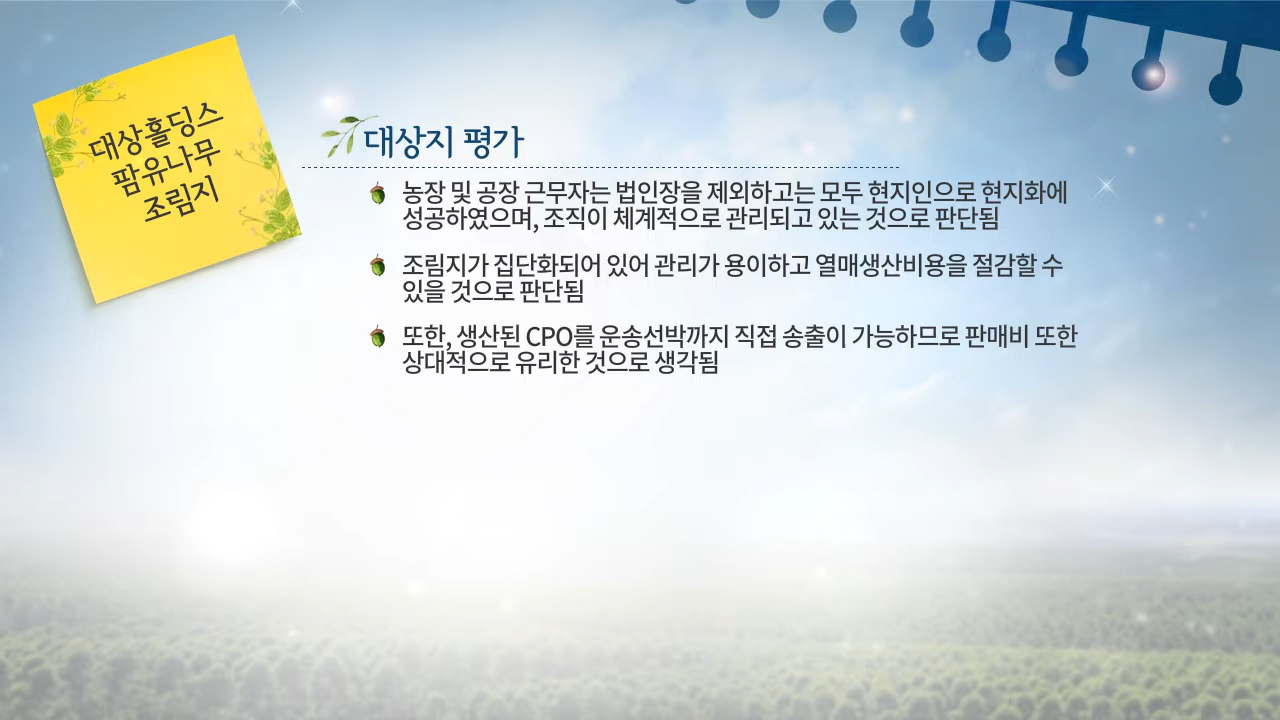 대상홀딩스
팜유나무
조림지
대상지 평가
농장 및 공장 근무자는 법인장을 제외하고는 모두 현지인으로 현지화에
성공하였으며, 조직이 체계적으로 관리되고 있는 것으로 판단됨
조림지가 집단화되어 있어 관리가 용이하고 열매생산비용을 절감할 수
있을 것으로 판단됨
또한, 생산된 CPO를 운송선박까지 직접 송출이 가능하므로 판매비 또한
상대적으로 유리한 것으로 생각됨